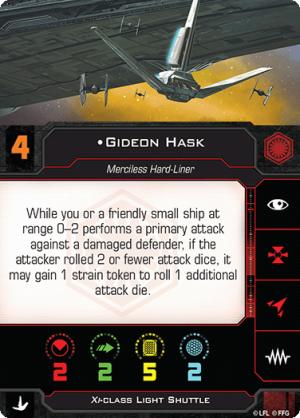 4
•Gideon Hask
Merciless Hard-Liner
While you or a friendly small ship at
range 0–2 performs a primary attack
against a damaged defender, if the
attacker rolled 2 or fewer attack dice, it
may gain 1 strain token to roll 1 additional
attack die.
2 2 5 2
Xi-class Light Shuttle
©LFL ©FFG